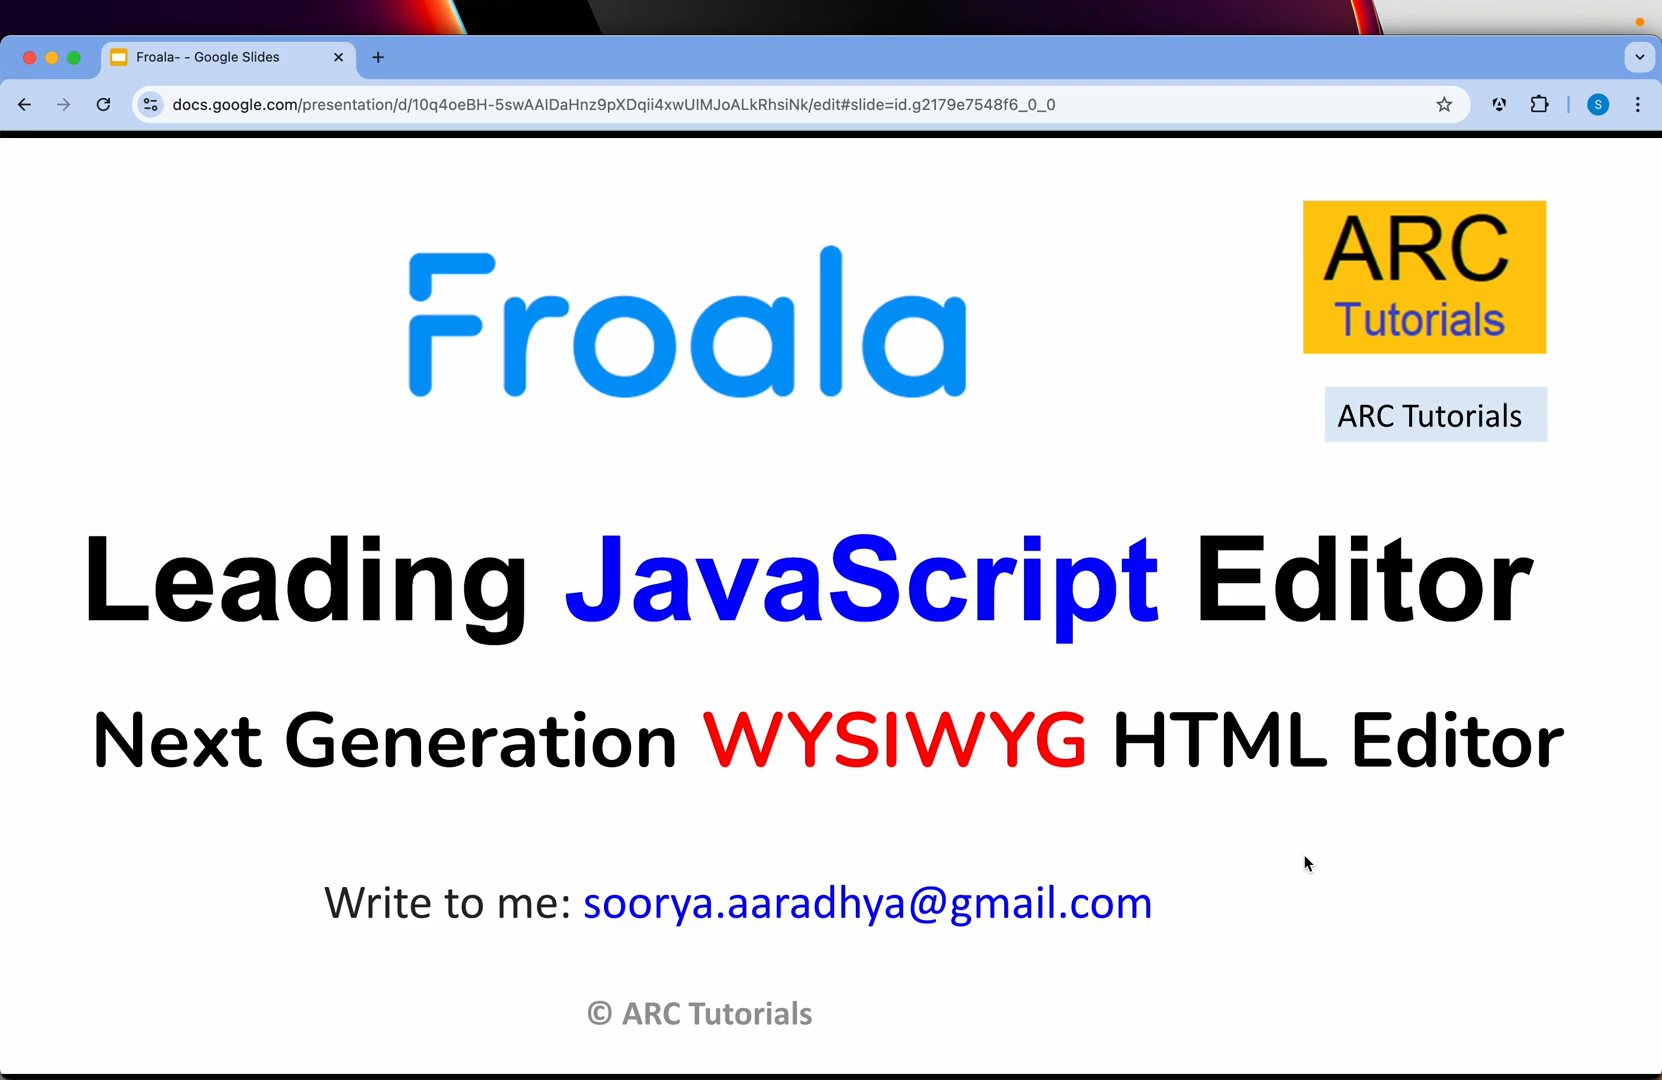 Froala- - Google Slides
docs.google.com/presentation/d/10q4oeBH-5swAAIDaHnz9pXDqii4xwUIMJoALkRhsiNk/edit#slide=id.g2179e7548f6_0_0
S
Froala
ARC
Tutorials
ARC Tutorials
Leading JavaScript Editor
Next Generation WYSIWYG HTML Editor
Write to me: soorya.aaradhya@gmail.com
© ARC Tutorials